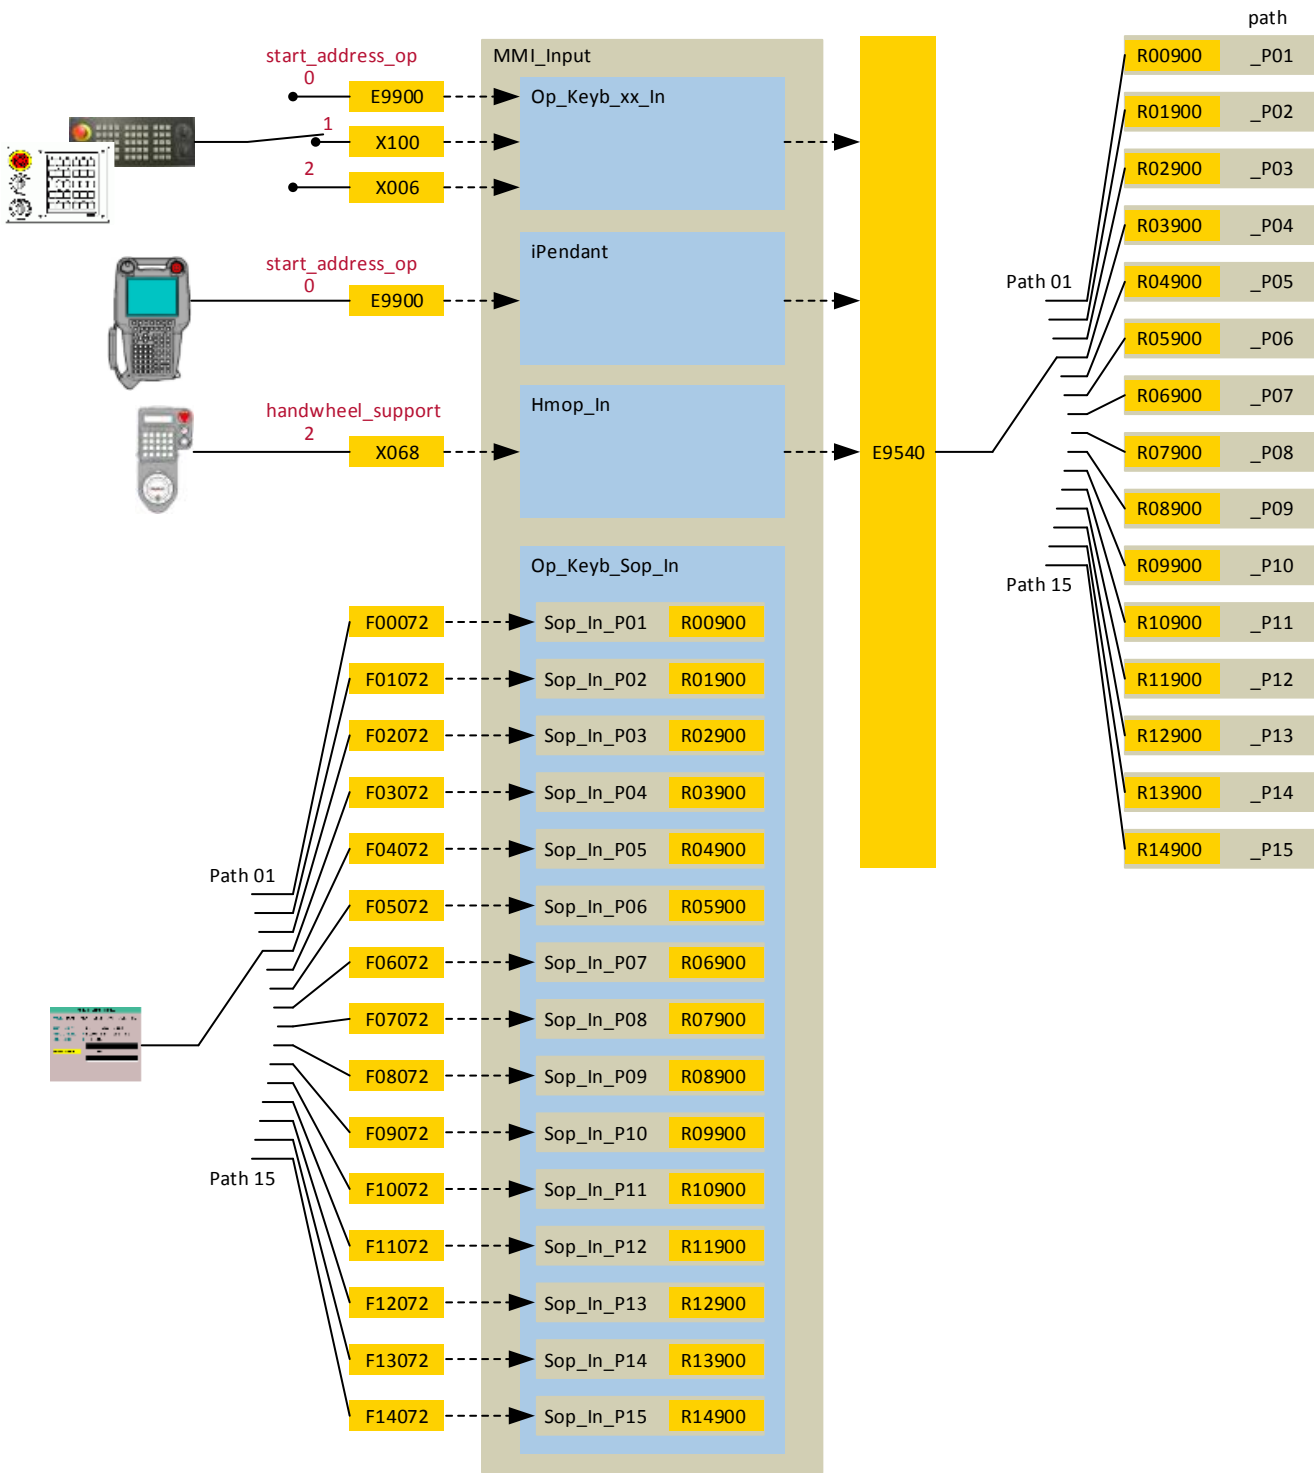 path
start_address_op
0
E9900
1
X100
2
X006
MMI_Input
Op_Keyb_xx_In
start_address_op
0
E9900
iPendant
handwheel_support
2
X068
Hmop_In
E9540
Path 01
Path 15
R00900 _P01
R01900 _P02
R02900 _P03
R03900 _P04
R04900 _P05
R05900 _P06
R06900 _P07
R07900 _P08
R08900 _P09
R09900 _P10
R10900 _P11
R11900 _P12
R12900 _P13
R13900 _P14
R14900 _P15
Op_Keyb_Sop_In
Path 01
Path 15
F00072 Sop_In_P01 R00900
F01072 Sop_In_P02 R01900
F02072 Sop_In_P03 R02900
F03072 Sop_In_P04 R03900
F04072 Sop_In_P05 R04900
F05072 Sop_In_P06 R05900
F06072 Sop_In_P07 R06900
F07072 Sop_In_P08 R07900
F08072 Sop_In_P09 R08900
F09072 Sop_In_P10 R09900
F10072 Sop_In_P11 R10900
F11072 Sop_In_P12 R11900
F12072 Sop_In_P13 R12900
F13072 Sop_In_P14 R13900
F14072 Sop_In_P15 R14900